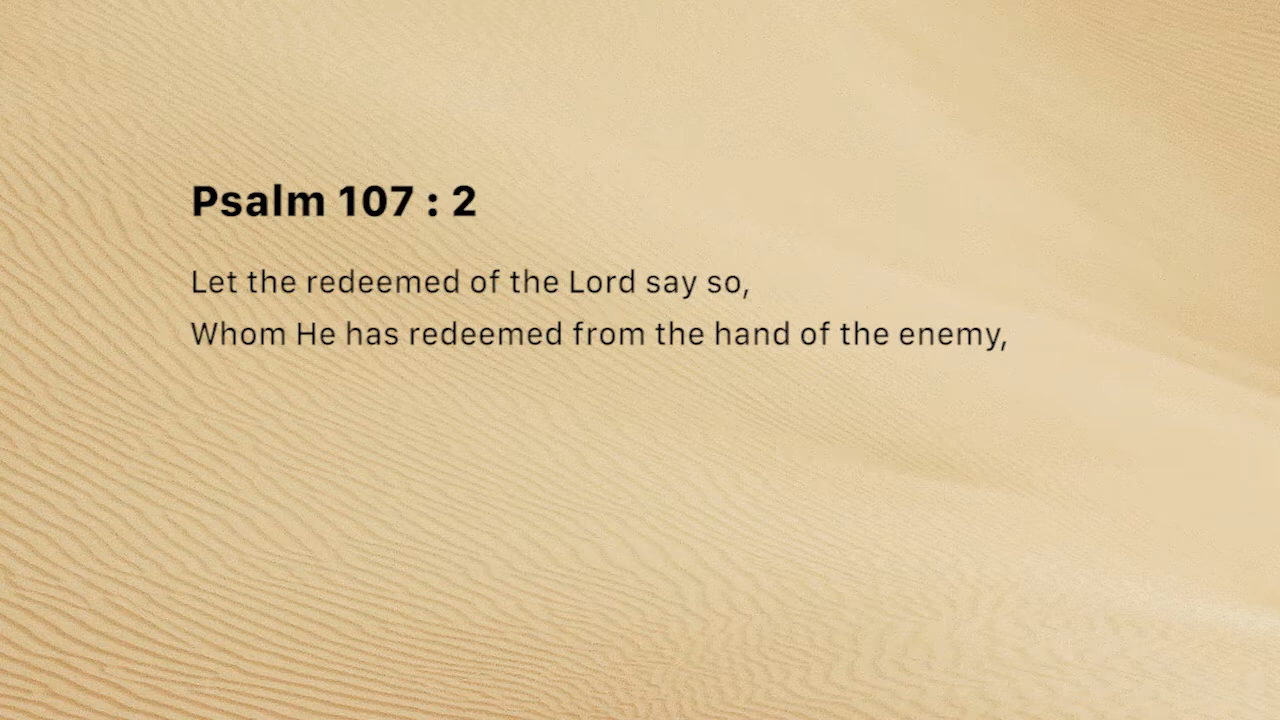 Psalm 107 : 2
Let the redeemed of the Lord say so,
Whom He has redeemed from the hand of the enemy,